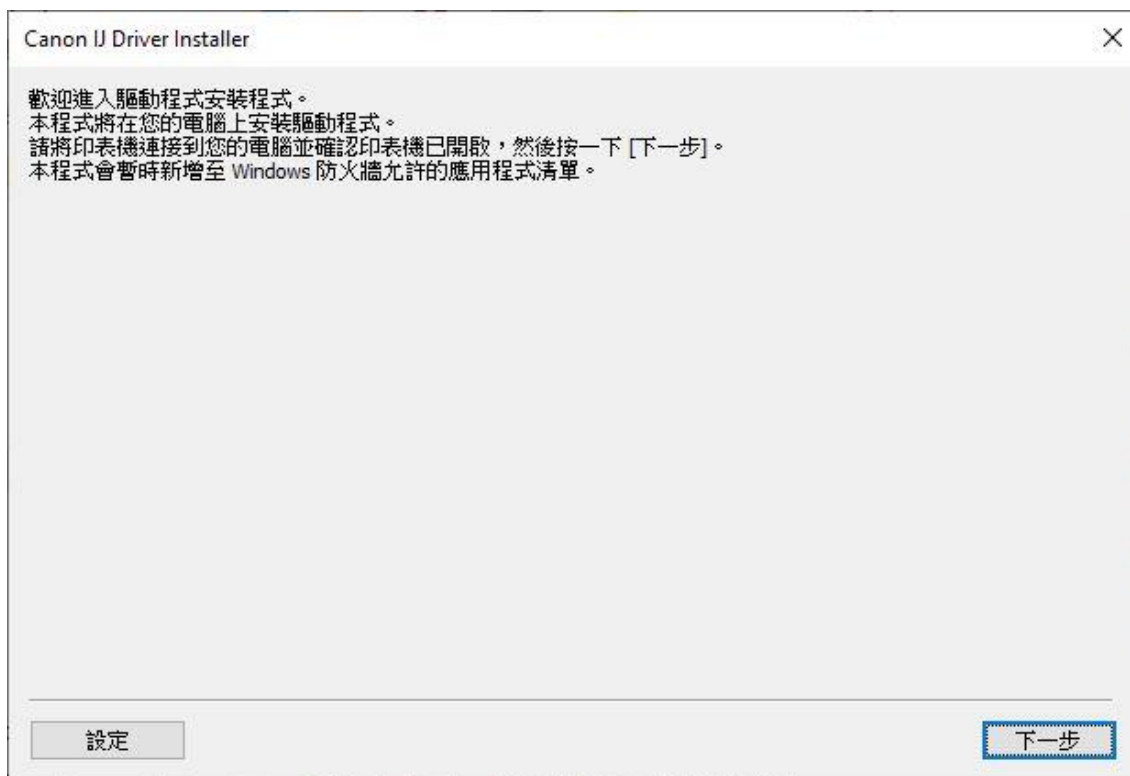 Canon IJ Driver Installer
歡迎進入驅動程式安裝程式。
本程式將在您的電腦上安裝驅動程式。
請將印表機連接到您的電腦並確認印表機已開啟，然後按一下 [下一步]。
本程式會暫時新增至 Windows 防火牆允許的應用程式清單。
設定
下一步